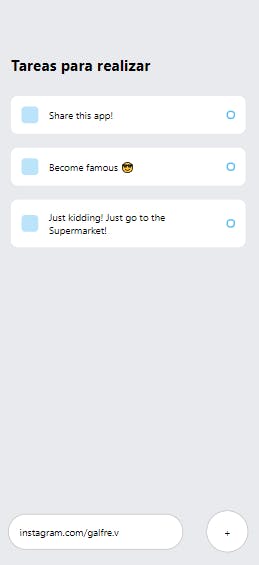 Tareas para realizar
Share this app!
Become famous 😎
Just kidding! Just go to the
Supermarket!
instagram.com/galfre.v
+